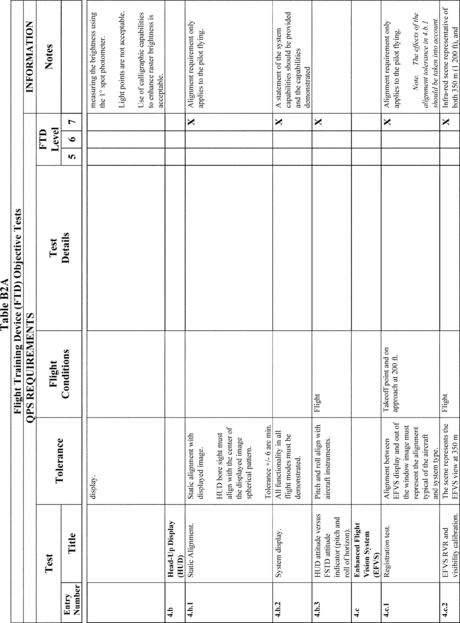 Table B2A
Flight Training Device (FTD) Objective Tests
QPS REQUIREMENTS
INFORMATION
Test
Tolerance
Flight
Conditions
Test
Details
FTD
Level
Notes
Entry
Number
Title
5 6 7
display.
measuring the brightness using
the 1° spot photometer.
Light points are not acceptable.
Use of calligraphic capabilities
to enhance raster brightness is
acceptable.
4.b
Head-Up Display
(HUD)
4.b.1
Static Alignment.
Static alignment with
displayed image.
HUD bore sight must
align with the center of
the displayed image
spherical pattern.
Tolerance +/- 6 arc min.
X
Alignment requirement only
applies to the pilot flying.
4.b.2
System display.
All functionality in all
flight modes must be
demonstrated.
X
A statement of the system
capabilities should be provided
and the capabilities
demonstrated
4.b.3
HUD attitude versus
FSTD attitude
indicator (pitch and
roll of horizon).
Pitch and roll align with
aircraft instruments.
Flight
X
4.c
Enhanced Flight
Vision System
(EFVS)
4.c.1
Registration test.
Alignment between
EFVS display and out of
the window image must
represent the alignment
typical of the aircraft
and system type.
Takeoff point and on
approach at 200 ft.
X
Alignment requirement only
applies to the pilot flying.
Note. The effects of the
alignment tolerance in 4.b.1
should be taken into account.
4.c.2
EFVS RVR and
visibility calibration.
The scene represents the
EFVS view at 350 m
Flight
X
Infra-red scene representative of
both 350 m (1 200 ft), and